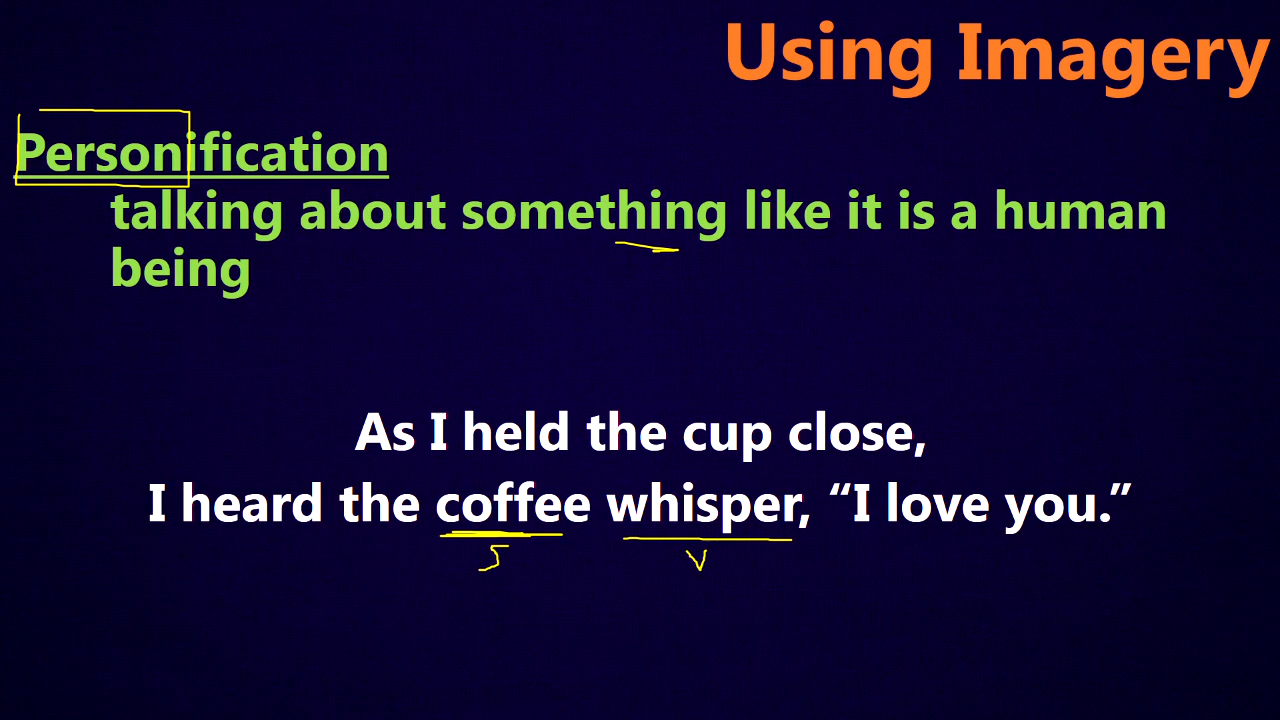 Using Imagery
Personification
talking about something like it is a human
being
As I held the cup close,
I heard the coffee whisper, “I love you.”
S V